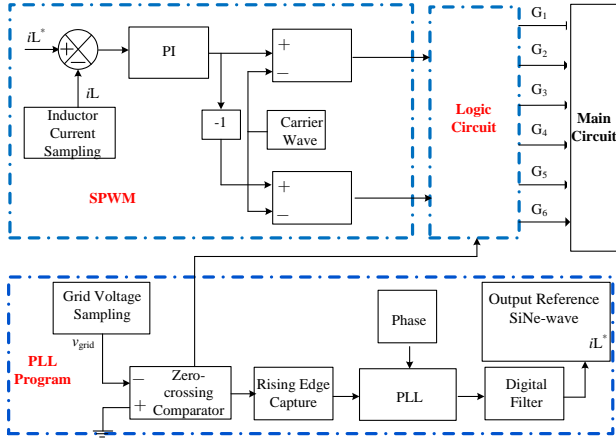 iL*
+
−
PI
iL
Inductor
Current
Sampling
-1
+
−
Carrier
Wave
+
−
SPWM
Logic
Circuit
G1
G2
G3
G4
G5
G6
Main
Circuit
Grid Voltage
Sampling
vgrid
PLL
Program
−
+
Zero-
crossing
Comparator
Rising Edge
Capture
Phase
PLL
Digital
Filter
Output Reference
SiNe-wave
iL*